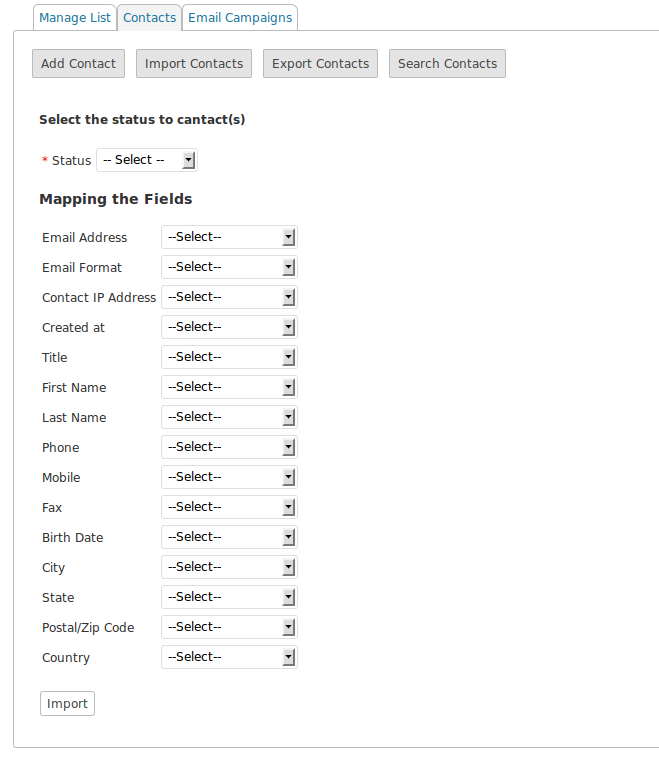 Manage List Contacts Email Campaigns
Add Contact Import Contacts Export Contacts Search Contacts
Select the status to cantact(s)
* Status -- Select --
Mapping the Fields
Email Address --Select--
Email Format --Select--
Contact IP Address --Select--
Created at --Select--
Title --Select--
First Name --Select--
Last Name --Select--
Phone --Select--
Mobile --Select--
Fax --Select--
Birth Date --Select--
City --Select--
State --Select--
Postal/Zip Code --Select--
Country --Select--
Import